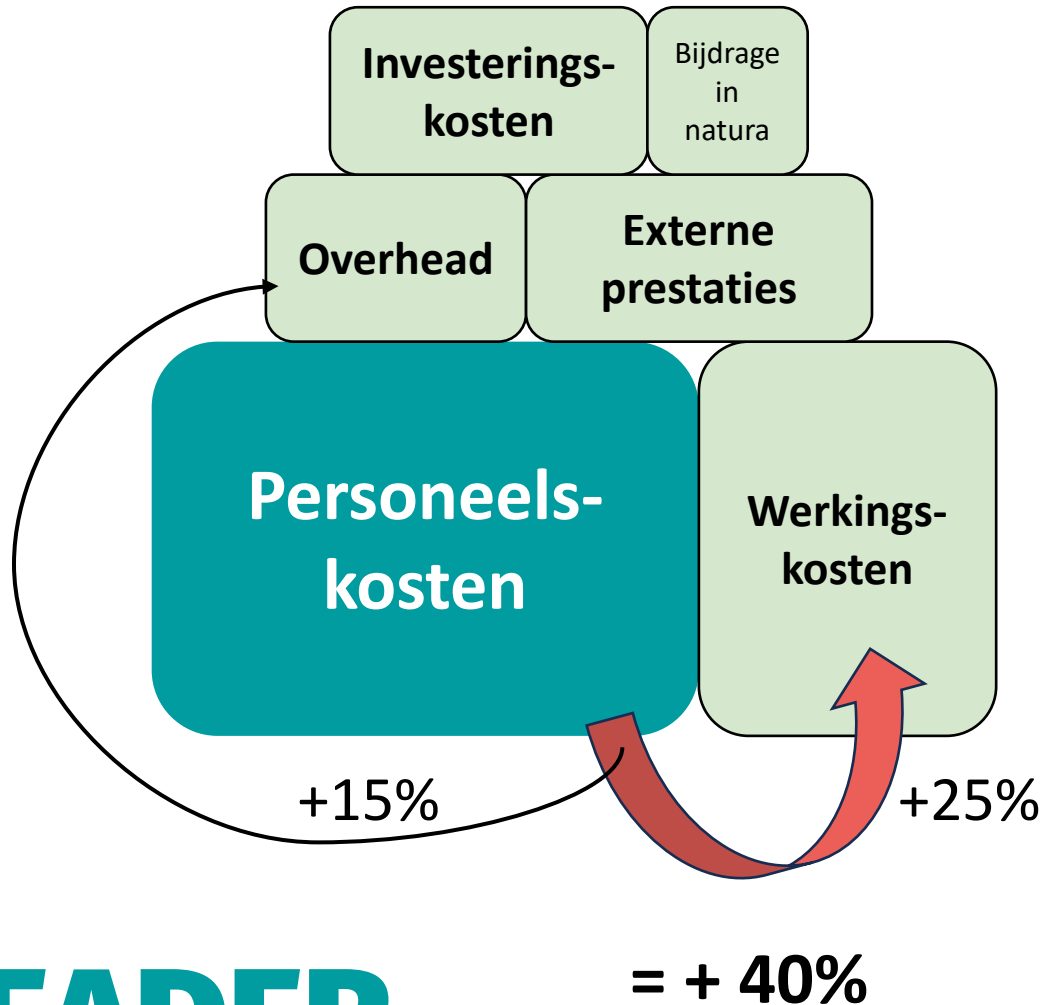 Investerings-
kosten
Bijdrage
in
natura
Overhead
Externe
prestaties
Personeels-
kosten
Werkings-
kosten
+15%
+25%
= + 40%